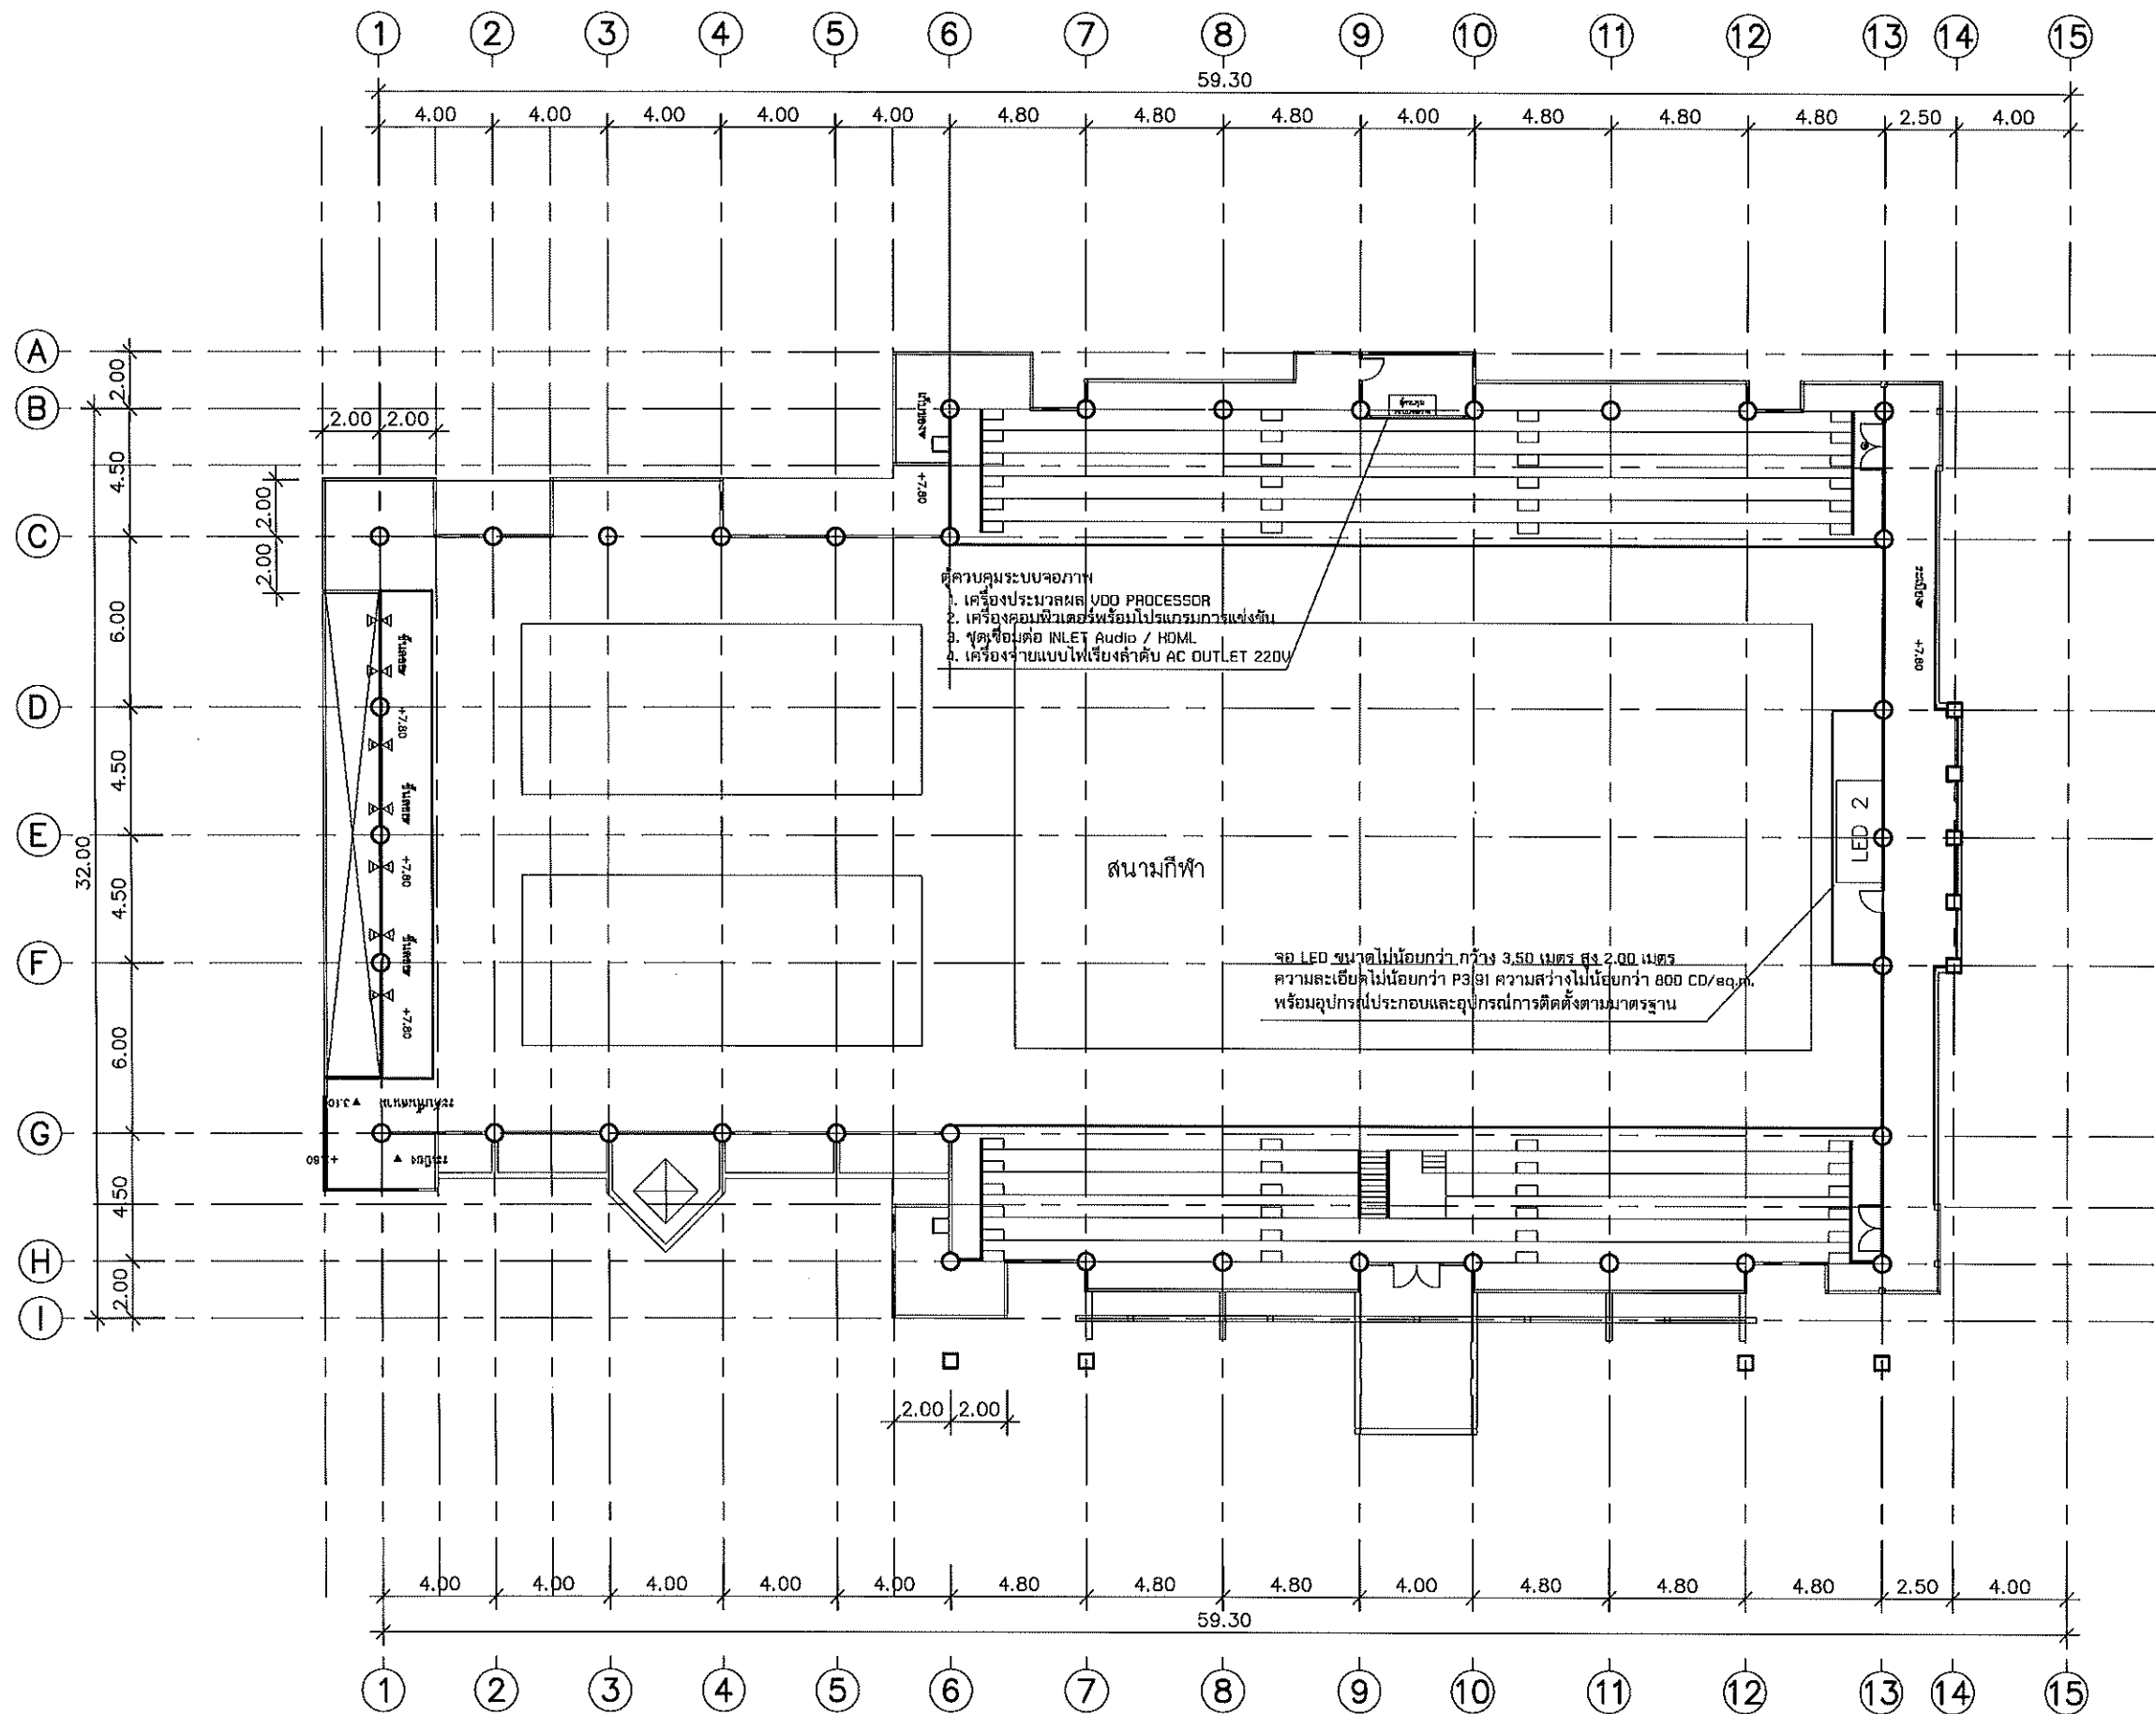 1 2 3 4 5 6 7 8 9 10 11 12 13 14 15
59.30
4.00 4.00 4.00 4.00 4.00 4.80 4.80 4.80 4.00 4.80 4.80 4.80 2.50 4.00
A
2.00
B
2.00 2.00
4.50
+7.80
2.00
C
2.00
ตู้ควบคุมระบบจอภาพ
1. เครื่องประมวลผล VDO PROCESSOR
2. เครื่องคอมพิวเตอร์พร้อมโปรแกรมการแข่งขัน
3. ชุดเชื่อมต่อ INLET Audio / HDMI
4. เครื่องจ่ายแบบไฟเรียงลำดับ AC OUTLET 220V
6.00
ระเบียง
+7.80
D
+7.80
4.50
LED 2
E
32.00
+7.80
สนามกีฬา
4.50
F
จอ LED ขนาดไม่น้อยกว่า กว้าง 3.50 เมตร สูง 2.00 เมตร
ความละเอียดไม่น้อยกว่า P3.91 ความสว่างไม่น้อยกว่า 800 CD/sq.m.
พร้อมอุปกรณ์ประกอบและอุปกรณ์การติดตั้งตามมาตรฐาน
+7.80
6.00
G
ระเบียง
4.50
H
2.00
I
2.00 2.00
4.00 4.00 4.00 4.00 4.00 4.80 4.80 4.80 4.00 4.80 4.80 4.80 2.50 4.00
59.30
1 2 3 4 5 6 7 8 9 10 11 12 13 14 15